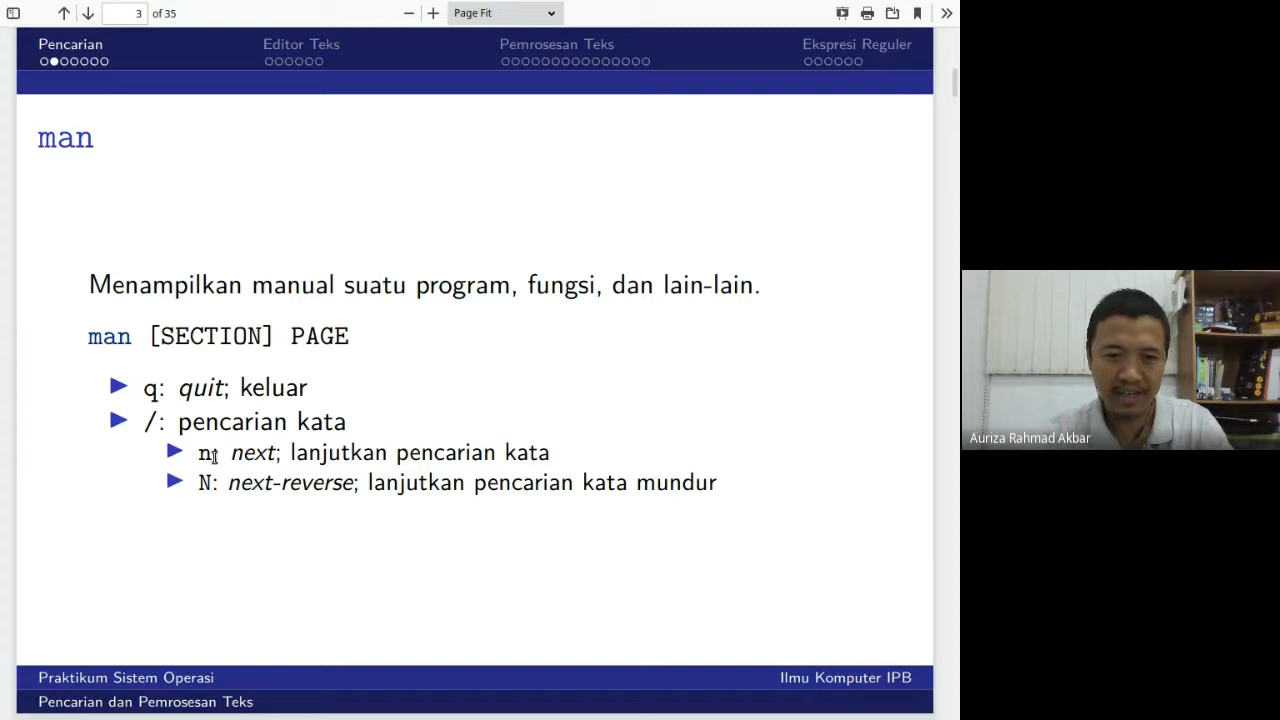 3 of 35 Page Fit
Pencarian Editor Teks Pemrosesan Teks Ekspresi Reguler
man
Menampilkan manual suatu program, fungsi, dan lain-lain.
man [SECTION] PAGE
q: quit; keluar
/: pencarian kata
n: next; lanjutkan pencarian kata
N: next-reverse; lanjutkan pencarian kata mundur
Auriza Rahmad Akbar
Praktikum Sistem Operasi Ilmu Komputer IPB
Pencarian dan Pemrosesan Teks